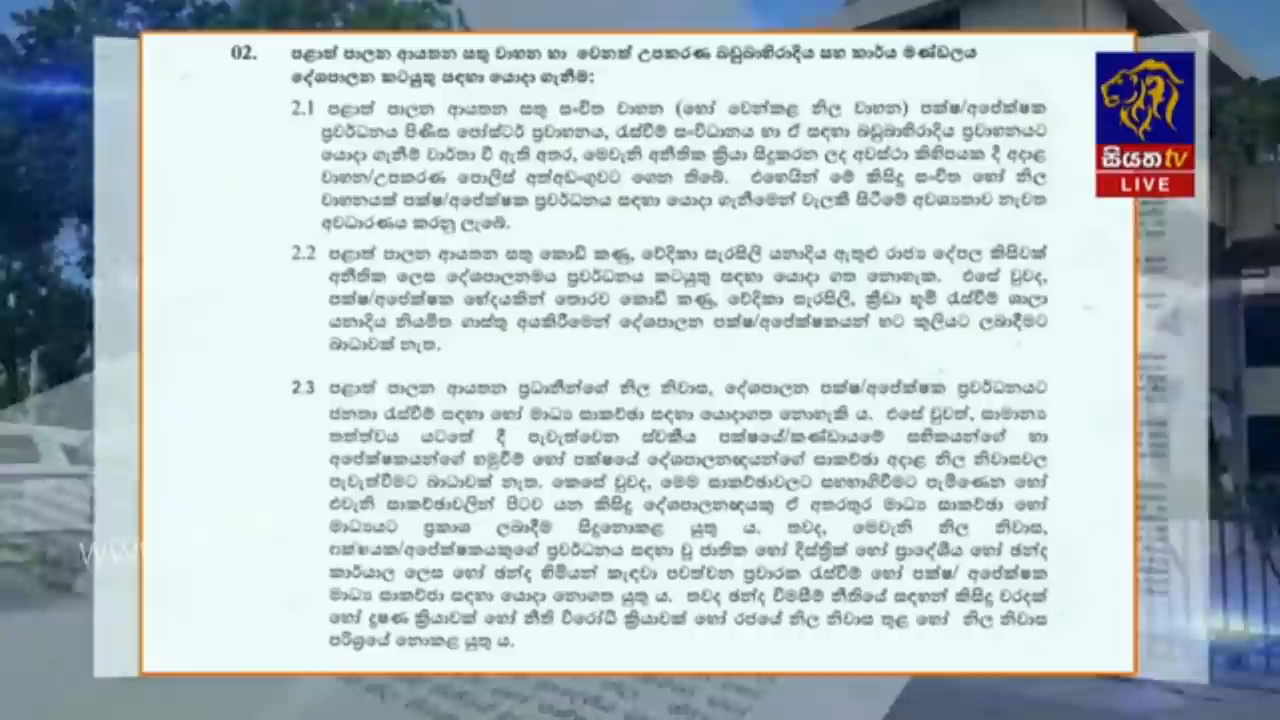 02. පළාත් පාලන ආයතන සතු වාහන හා වෙනත් උපකරණ බඩුබාහිරාදිය සහ කාර්ය මණ්ඩලය
දේශපාලන කටයුතු සඳහා යොදා ගැනීම:
2.1 පළාත් පාලන ආයතන සතු සංචිත වාහන (හෝ වෙන්කළ නිල වාහන) පක්ෂ/අපේක්ෂක
ප්‍රවර්ධනය පිණිස පෝස්ටර් ප්‍රවාහනය, රැස්වීම් සංවිධානය හා ඒ සඳහා බඩුබාහිරාදිය ප්‍රවාහනයට
යොදා ගැනීම් වාර්තා වී ඇති අතර, මෙවැනි අනීතික ක්‍රියා සිදුකරන ලද අවස්ථා කිහිපයක දී අදාළ
වාහන/උපකරණ පොලිස් අත්අඩංගුවට ගෙන තිබේ. එහෙයින් මේ කිසිදු සංචිත හෝ නිල
වාහනයක් පක්ෂ/අපේක්ෂක ප්‍රවර්ධනය සඳහා යොදා ගැනීමෙන් වැලකී සිටීමේ අවශ්‍යතාව නැවත
අවධාරණය කරනු ලැබේ.
2.2 පළාත් පාලන ආයතන සතු කොඩි කණු, වේදිකා සැරසිලි යනාදිය ඇතුළු රාජ්‍ය දේපල කිසිවක්
අනීතික ලෙස දේශපාලනමය ප්‍රවර්ධනය කටයුතු සඳහා යොදා ගත නොහැක. එසේ වුවද,
පක්ෂ/අපේක්ෂක භේදයකින් තොරව කොඩි කණු, වේදිකා සැරසිලි, ක්‍රීඩා භූමි රැස්වීම් ශාලා
යනාදිය නියමිත ගාස්තු අයකිරීමෙන් දේශපාලන පක්ෂ/අපේක්ෂකයන් හට කුලියට ලබාදීමට
බාධාවක් නැත.
2.3 පළාත් පාලන ආයතන ප්‍රධානීන්ගේ නිල නිවාස, දේශපාලන පක්ෂ/අපේක්ෂක ප්‍රවර්ධනයට
ජනතා රැස්වීම් සඳහා හෝ මාධ්‍ය සාකච්ඡා සඳහා යොදාගත නොහැකි ය. එසේ වුවත්, සාමාන්‍ය
තත්ත්වය යටතේ දී පැවැත්වෙන ස්වකීය පක්ෂයේ/කණ්ඩායමේ සභිකයන්ගේ හා
අපේක්ෂකයන්ගේ හමුවීම් හෝ පක්ෂයේ දේශපාලනඥයන්ගේ සාකච්ඡා අදාළ නිල නිවාසවල
පැවැත්වීමට බාධාවක් නැත. කෙසේ වුවද, මෙම සාකච්ඡාවලට සහභාගිවීමට පැමිණෙන හෝ
එවැනි සාකච්ඡාවලින් පිටව යන කිසිදු දේශපාලනඥයකු ඒ අතරතුර මාධ්‍ය සාකච්ඡා හෝ
මාධ්‍යයට ප්‍රකාශ ලබාදීම සිදුනොකළ යුතු ය. තවද, මෙවැනි නිල නිවාස,
පක්ෂයක/අපේක්ෂකයකුගේ ප්‍රවර්ධනය සඳහා වූ ජාතික හෝ දිස්ත්‍රික් හෝ ප්‍රාදේශීය හෝ ඡන්ද
කාර්යාල ලෙස හෝ ඡන්ද හිමියන් කැඳවා පවත්වන ප්‍රචාරක රැස්වීම් හෝ පක්ෂ/ අපේක්ෂක
මාධ්‍ය සාකච්ඡා සඳහා යොදා නොගත යුතු ය. තවද ඡන්ද විමසීම් නීතියේ සඳහන් කිසිදු වරදක්
හෝ දූෂණ ක්‍රියාවක් හෝ නීති විරෝධී ක්‍රියාවක් හෝ රජයේ නිල නිවාස තුළ හෝ නිල නිවාස
පරිශ්‍රයේ නොකළ යුතු ය.
සියත tv
LIVE